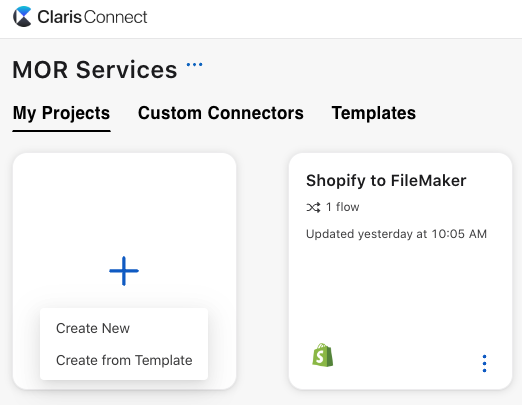 Claris Connect
MOR Services ...
My Projects
Custom Connectors
Templates
Shopify to FileMaker
1 flow
Updated yesterday at 10:05 AM
Create New
Create from Template